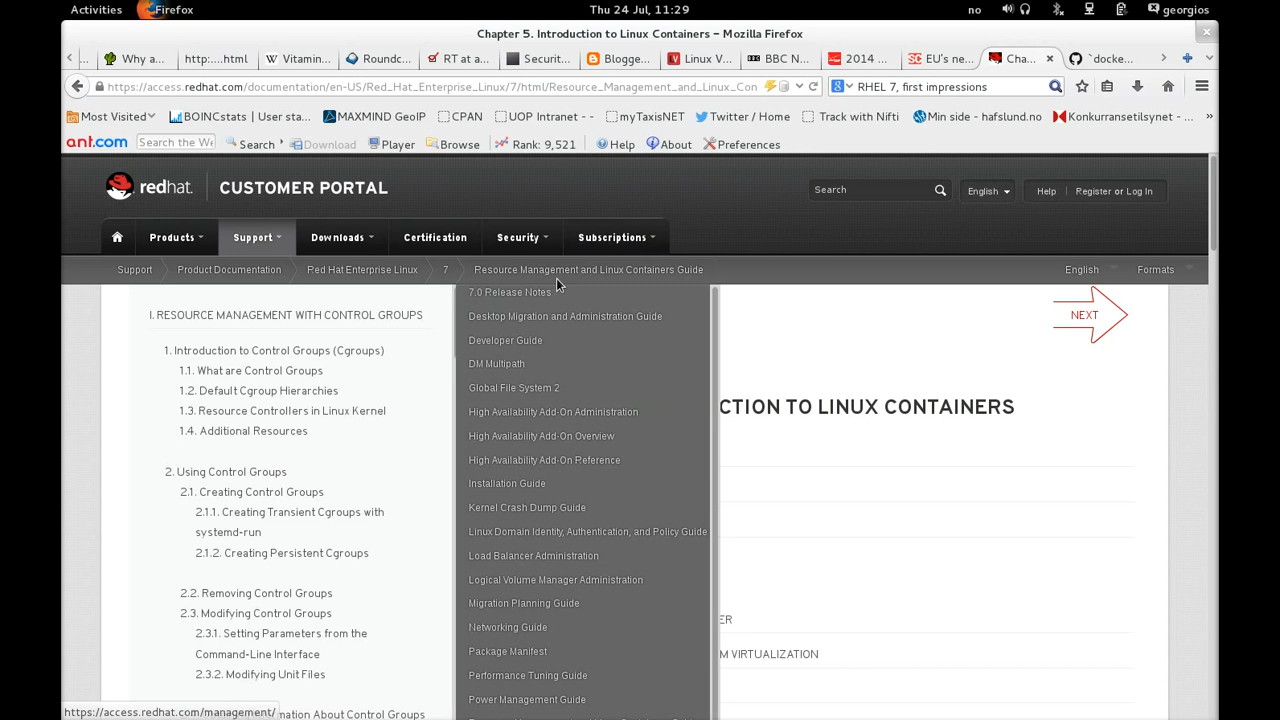 Activities Firefox Thu 24 Jul, 11:29 no georgios
Chapter 5. Introduction to Linux Containers – Mozilla Firefox
... Why a... http:....html Vitamin... Roundc... RT at a... Securit... Blogge... Linux V... BBC N... 2014 ... EU's ne... Cha... `docke...
https://access.redhat.com/documentation/en-US/Red_Hat_Enterprise_Linux/7/html/Resource_Management_and_Linux_Con RHEL 7, first impressions
Most Visited BOINCstats | User sta... MAXMIND GeoIP CPAN UOP Intranet - - myTaxisNET Twitter / Home Track with Nifti Min side - hafslund.no Konkurransetilsynet -...
ant.com Search the We Search Download Player Browse Rank: 9,521 Help About Preferences
redhat. CUSTOMER PORTAL Search English Help Register or Log In
Products Support Downloads Certification Security Subscriptions
Support Product Documentation Red Hat Enterprise Linux 7 Resource Management and Linux Containers Guide English Formats
7.0 Release Notes
Desktop Migration and Administration Guide
Developer Guide
DM Multipath
Global File System 2
High Availability Add-On Administration
High Availability Add-On Overview
High Availability Add-On Reference
Installation Guide
Kernel Crash Dump Guide
Linux Domain Identity, Authentication, and Policy Guide
Load Balancer Administration
Logical Volume Manager Administration
Migration Planning Guide
Networking Guide
Package Manifest
Performance Tuning Guide
Power Management Guide
I. RESOURCE MANAGEMENT WITH CONTROL GROUPS
1. Introduction to Control Groups (Cgroups)
1.1. What are Control Groups
1.2. Default Cgroup Hierarchies
1.3. Resource Controllers in Linux Kernel
1.4. Additional Resources
2. Using Control Groups
2.1. Creating Control Groups
2.1.1. Creating Transient Cgroups with
systemd-run
2.1.2. Creating Persistent Cgroups
2.2. Removing Control Groups
2.3. Modifying Control Groups
2.3.1. Setting Parameters from the
Command-Line Interface
2.3.2. Modifying Unit Files
mation About Control Groups
NEXT
CTION TO LINUX CONTAINERS
ER
M VIRTUALIZATION
https://access.redhat.com/management/